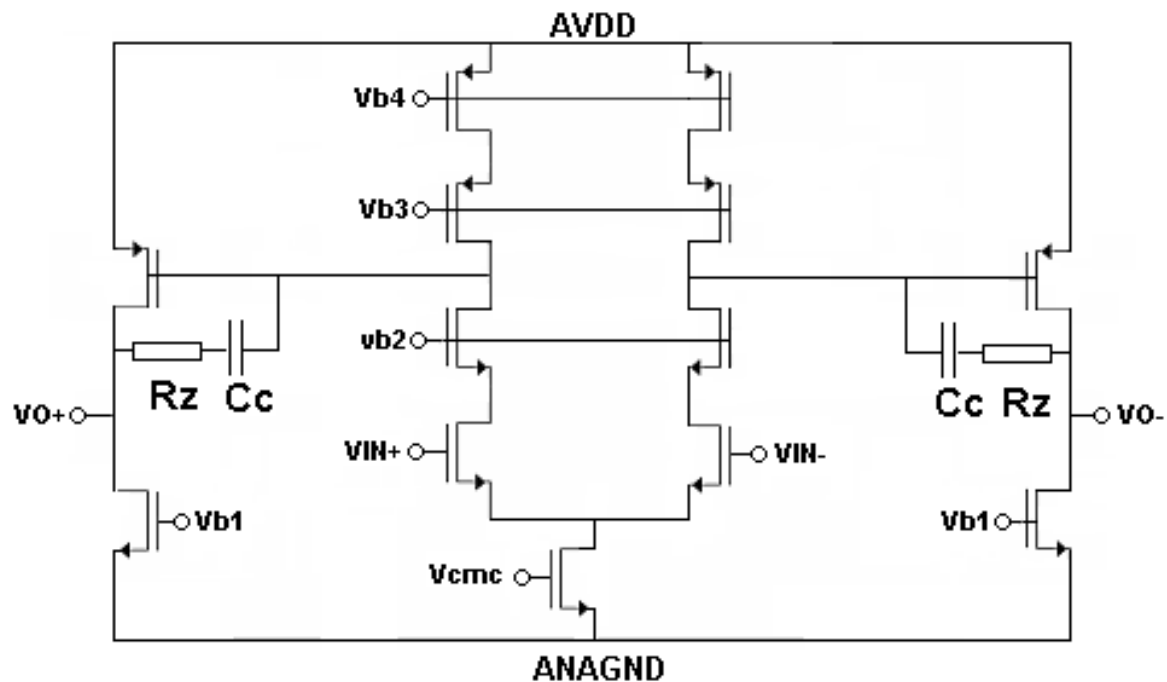 AVDD
Vb4
Vb3
vb2
Rz Cc
Cc Rz
VO+
VO-
VIN+
VIN-
Vb1
Vb1
Vcmc
ANAGND